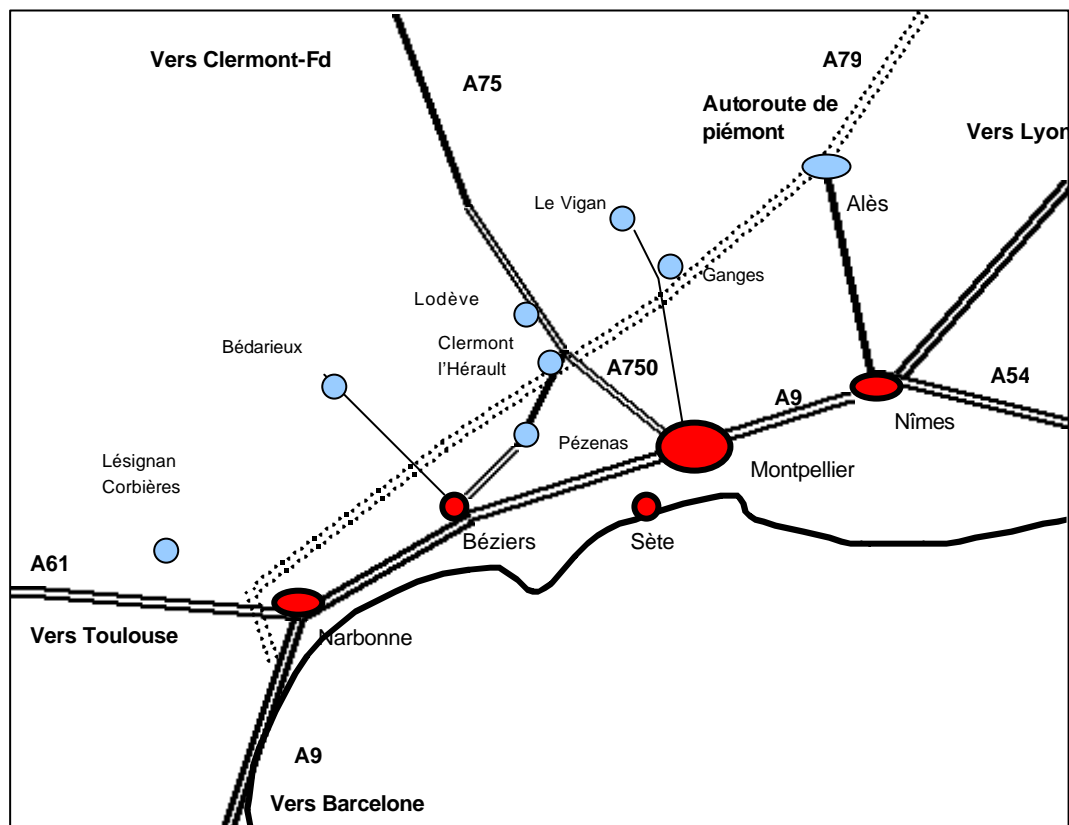 Vers Clermont-Fd
A75
A79
Autoroute de
piémont
Vers Lyon
Le Vigan
Alès
Ganges
Lodève
Bédarieux
Clermont
l'Hérault
A750
A54
A9
Nîmes
Pézenas
Lésignan
Corbières
Montpellier
Béziers
Sète
A61
Vers Toulouse
Narbonne
A9
Vers Barcelone